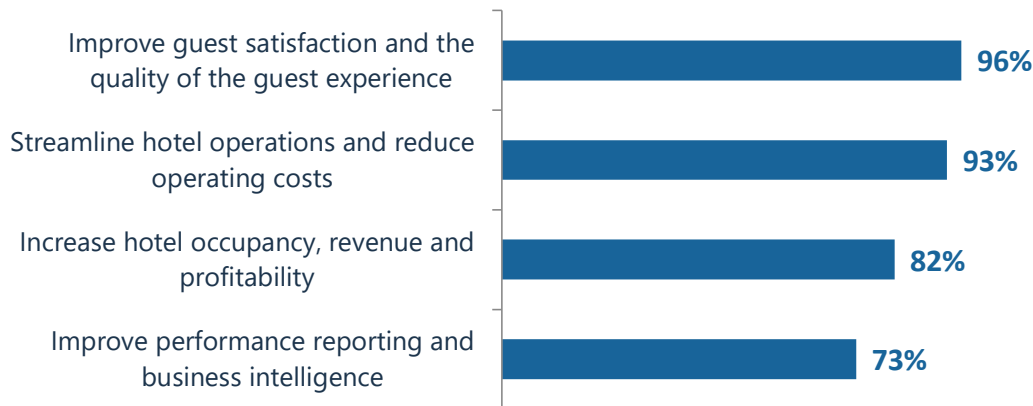 Improve guest satisfaction and the
quality of the guest experience
96%
Streamline hotel operations and reduce
operating costs
93%
Increase hotel occupancy, revenue and
profitability
82%
Improve performance reporting and
business intelligence
73%